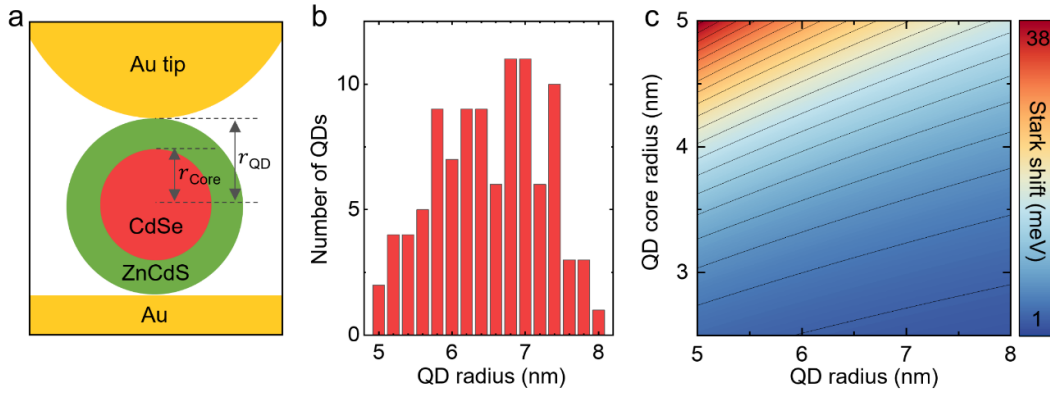 a
Au tip
r_QD
r_Core
CdSe
ZnCdS
Au
b
Number of QDs
10
5
0
5 6 7 8
QD radius (nm)
c
QD core radius (nm)
5
4
3
5 6 7 8
QD radius (nm)
38
Stark shift (meV)
1